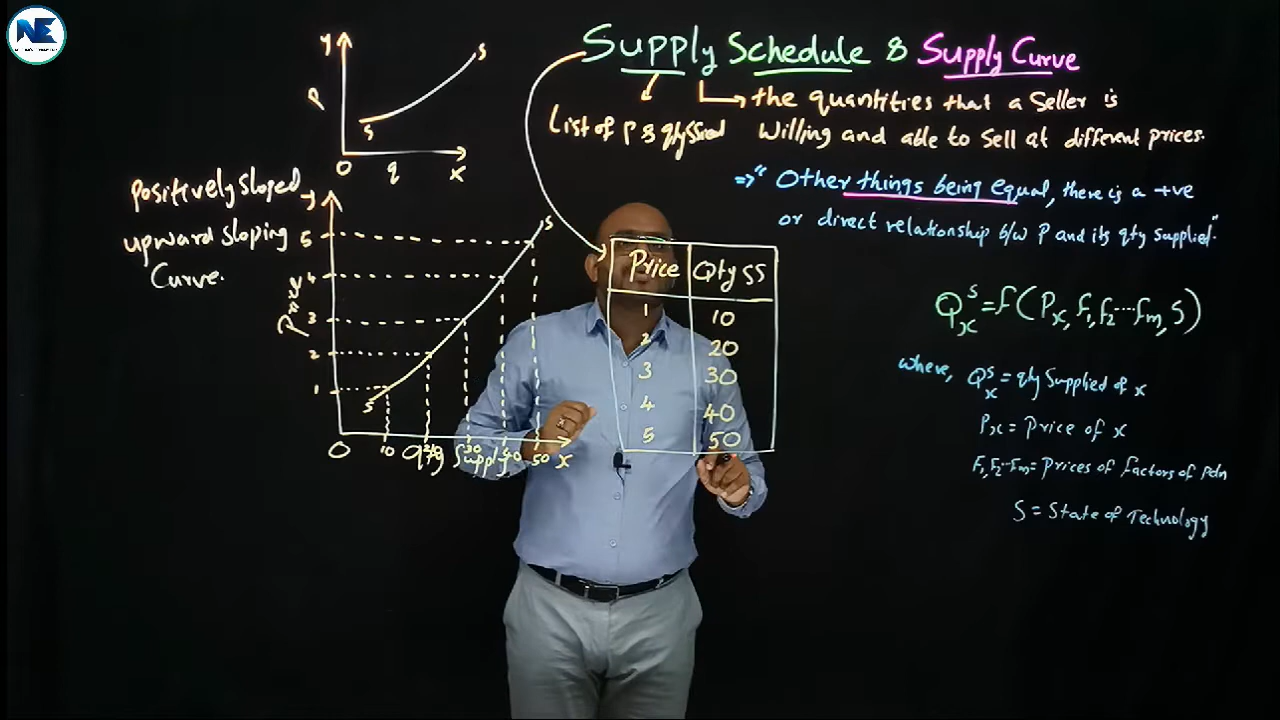 NE
Supply Schedule & Supply Curve
List of P & qty
the quantities that a Seller is
willing and able to sell at different prices.
=> "Other things being equal, there is a +ve
or direct relationship b/w P and its qty supplied"
y
P
S
S
O
q
x
Positively Sloped
upward Sloping
Curve.
y
5
4
3
2
1
S
S
O
10
30
40
50
x
Qty Supply
Price
Qty SS
1
10
2
20
3
30
4
40
5
50
Qˢₓ = f(Pₓ, f₁, f₂ ... fₘ, S)
where, Qˢₓ = qty Supplied of x
Pₓ = Price of x
F₁, F₂ ... Fₘ = Prices of factors of pdn
S = State of Technology